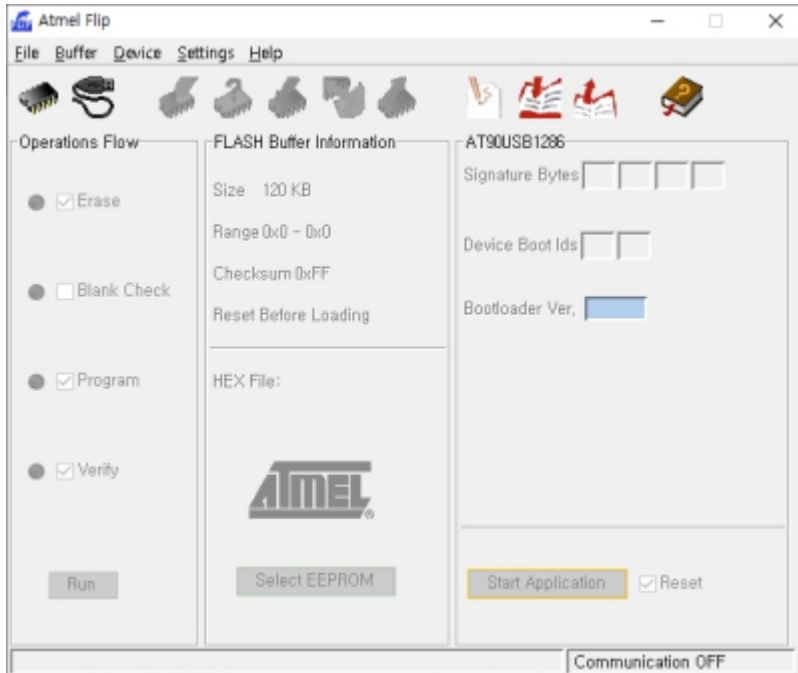 Atmel Flip
File Buffer Device Settings Help
Operations Flow
Erase
Blank Check
Program
Verify
Run
FLASH Buffer Information
Size 120 KB
Range 0x0 - 0x0
Checksum 0xFF
Reset Before Loading
HEX File:
ATMEL
Select EEPROM
AT90USB1286
Signature Bytes
Device Boot Ids
Bootloader Ver,
Start Application
Reset
Communication OFF